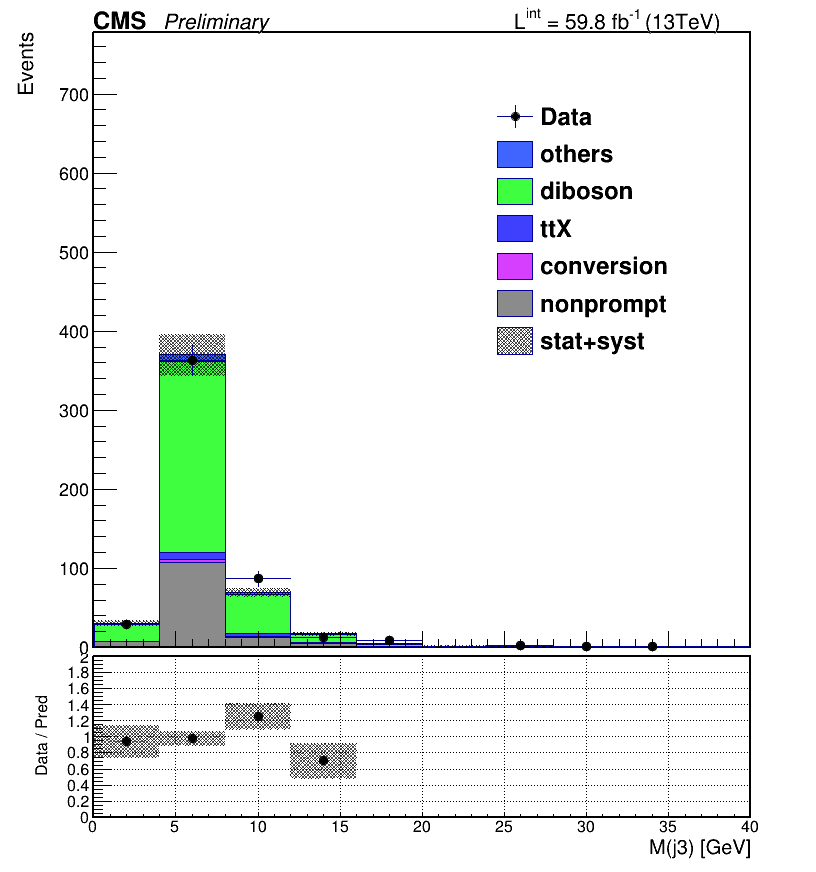 CMS Preliminary L^int = 59.8 fb^-1 (13TeV)
Events
700
600
500
400
300
200
100
0
Data
others
diboson
ttX
conversion
nonprompt
stat+syst
Data / Pred
2
1.8
1.6
1.4
1.2
1
0.8
0.6
0.4
0.2
0
0 5 10 15 20 25 30 35 40
M(j3) [GeV]